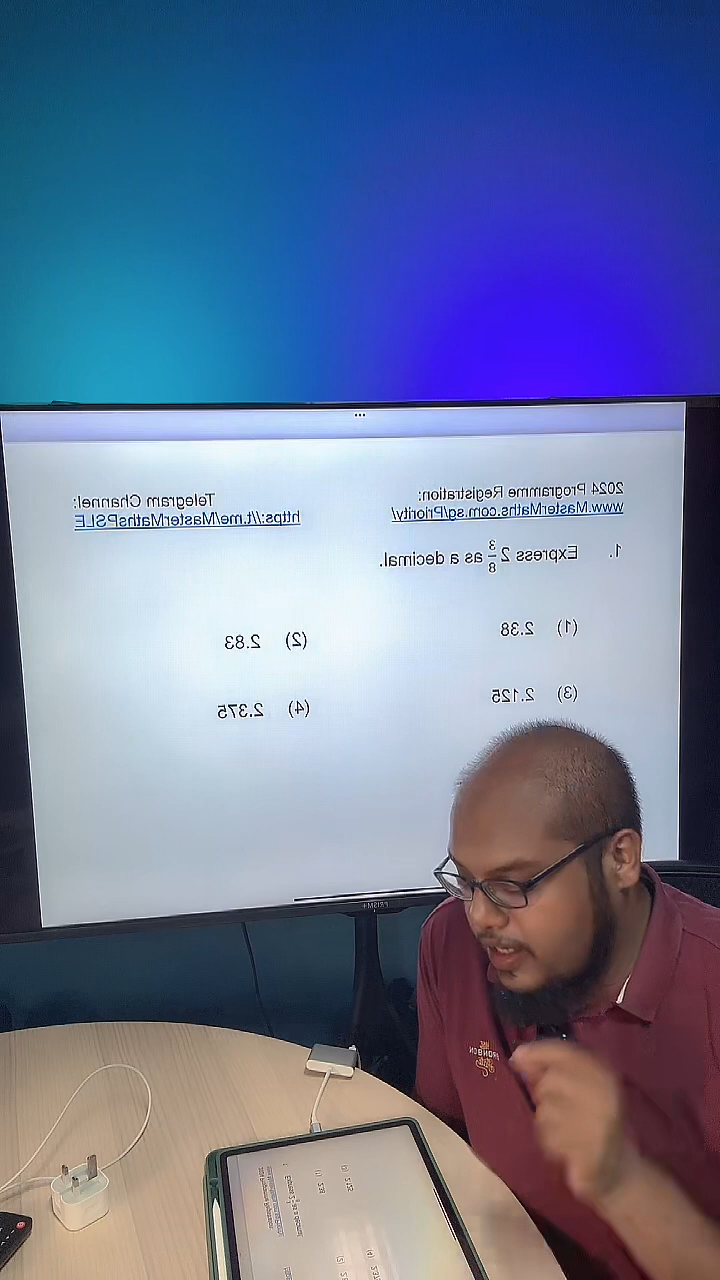 2024 Programme Registration:
www.MasterMaths.com.sg/Priority/
Telegram Channel:
https://t.me/MasterMathsPSLE
1. Express 2 3/8 as a decimal.
(1) 2.38
(2) 2.83
(3) 2.125
(4) 2.375
PRISM+